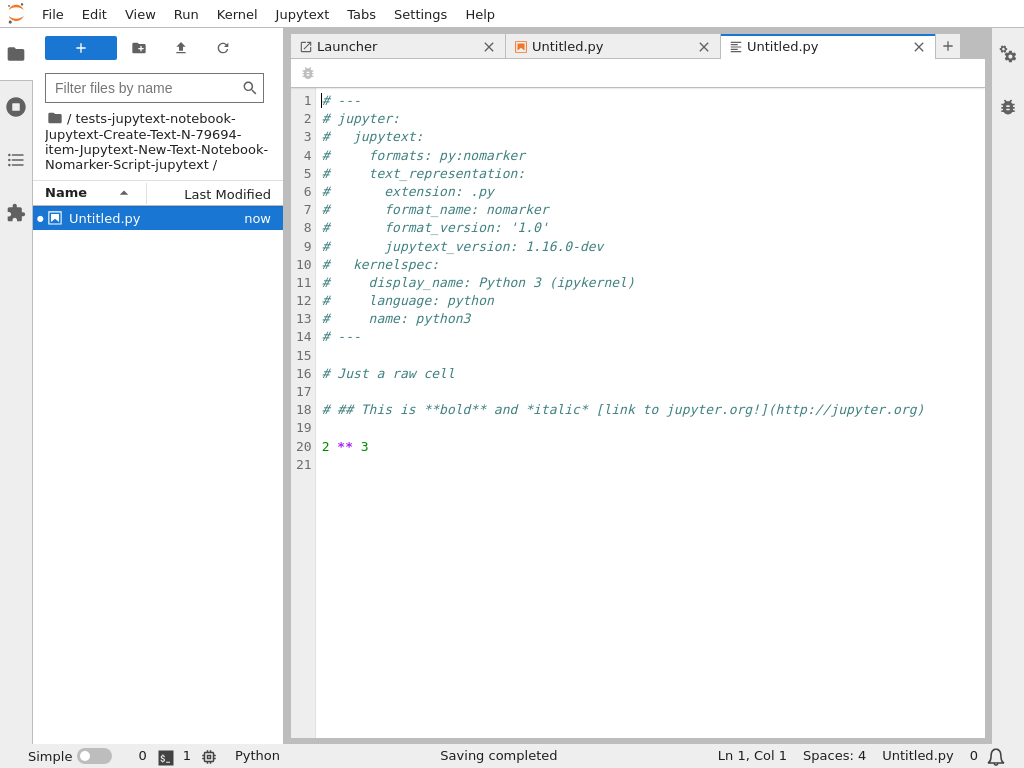 File Edit View Run Kernel Jupytext Tabs Settings Help
Launcher
Untitled.py
Untitled.py
Filter files by name
/ tests-jupytext-notebook-
Jupytext-Create-Text-N-79694-
item-Jupytext-New-Text-Notebook-
Nomarker-Script-jupytext /
Name Last Modified
Untitled.py now
1 # ---
2 # jupyter:
3 #   jupytext:
4 #     formats: py:nomarker
5 #     text_representation:
6 #       extension: .py
7 #       format_name: nomarker
8 #       format_version: '1.0'
9 #       jupytext_version: 1.16.0-dev
10 #   kernelspec:
11 #     display_name: Python 3 (ipykernel)
12 #     language: python
13 #     name: python3
14 # ---
15
16 # Just a raw cell
17
18 # ## This is **bold** and *italic* [link to jupyter.org!](http://jupyter.org)
19
20 2 ** 3
21
Simple 0 $_ 1 Python Saving completed Ln 1, Col 1 Spaces: 4 Untitled.py 0